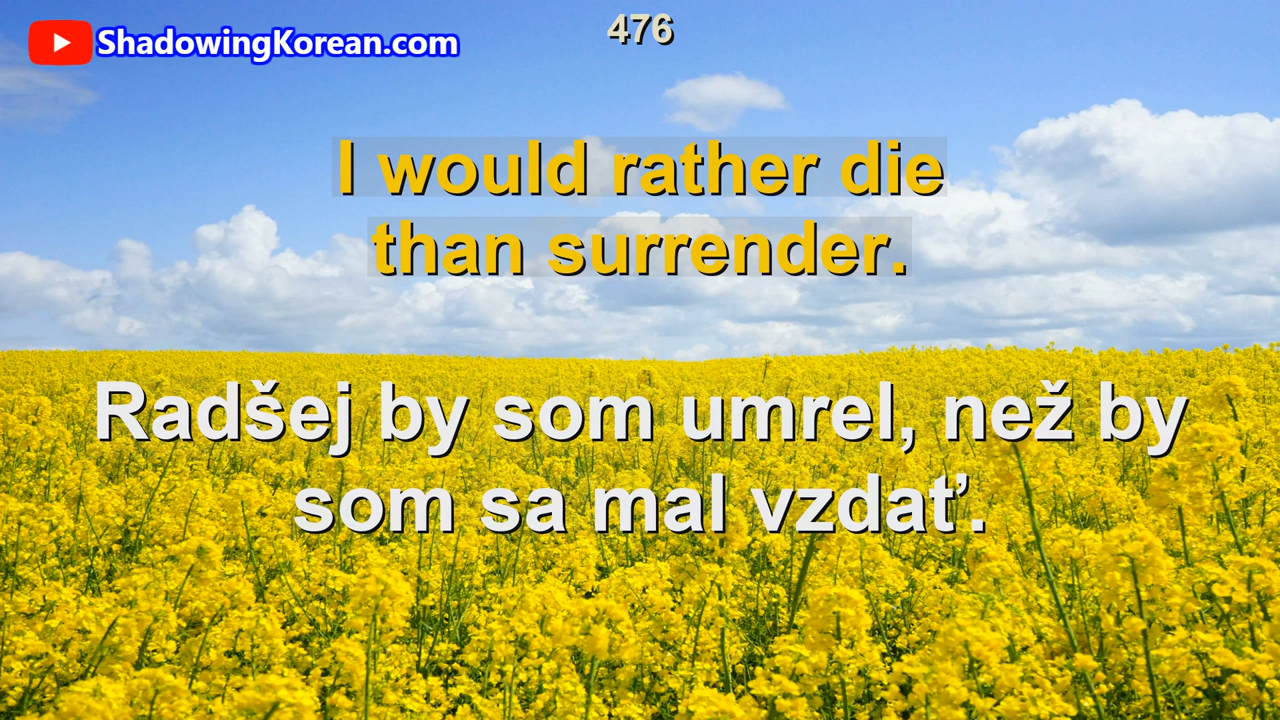 ShadowingKorean.com
476
I would rather die
than surrender.
Radšej by som umrel, než by
som sa mal vzdať.